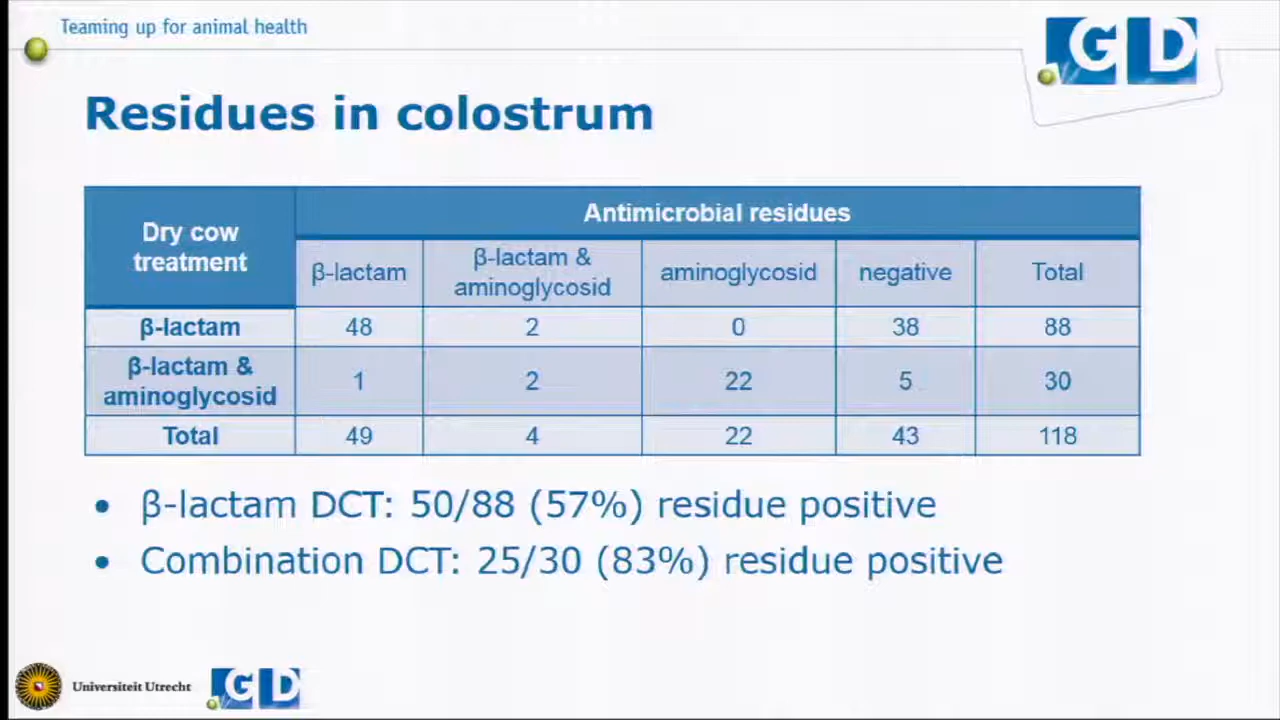 Teaming up for animal health
GD
Residues in colostrum
Dry cow
treatment
Antimicrobial residues
β-lactam
β-lactam &
aminoglycosid
aminoglycosid
negative
Total
β-lactam 48 2 0 38 88
β-lactam &
aminoglycosid 1 2 22 5 30
Total 49 4 22 43 118
• β-lactam DCT: 50/88 (57%) residue positive
• Combination DCT: 25/30 (83%) residue positive
Universiteit Utrecht
GD